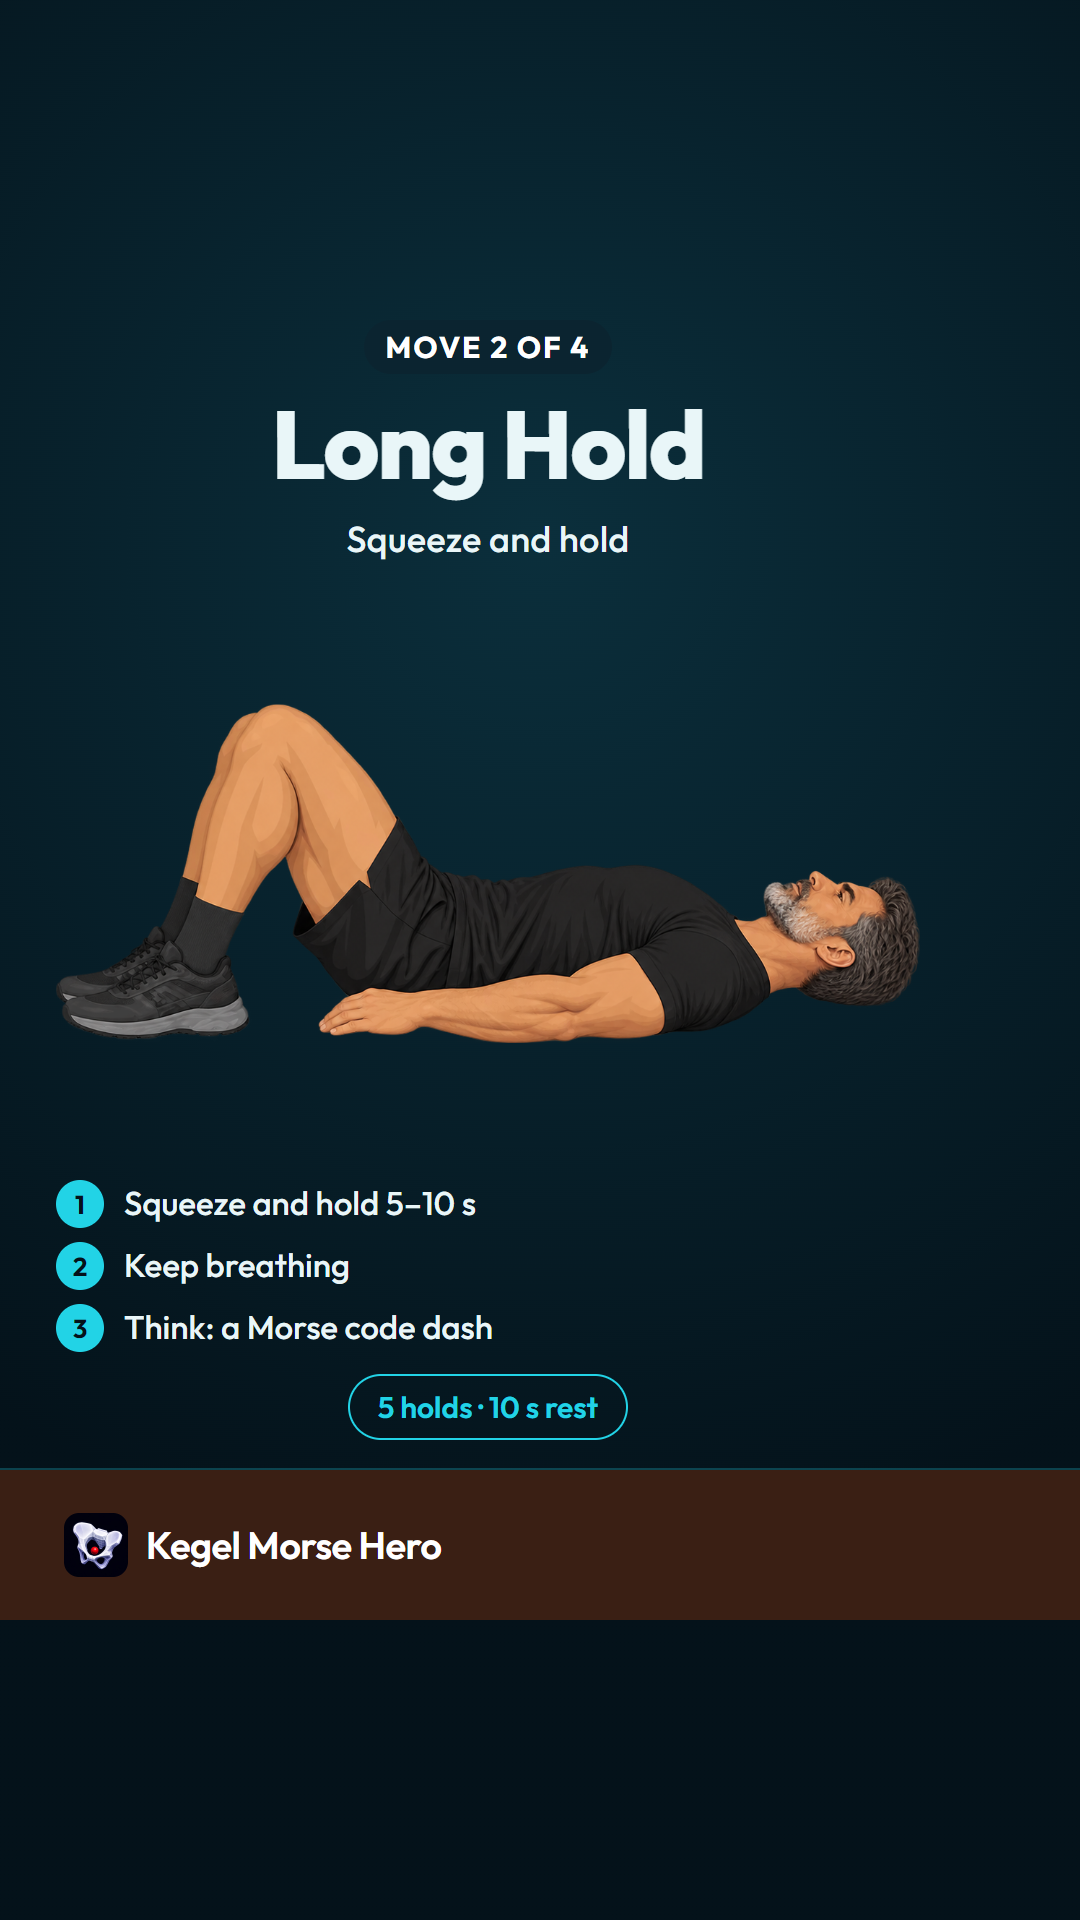 MOVE 2 OF 4
Long Hold
Squeeze and hold
1 Squeeze and hold 5–10 s
2 Keep breathing
3 Think: a Morse code dash
5 holds · 10 s rest
Kegel Morse Hero